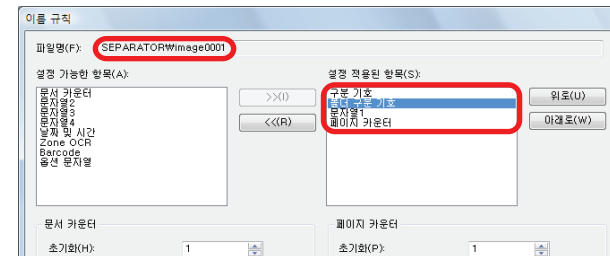 이름 규칙
파일명(F): SEPARATOR₩image0001
설정 가능한 항목(A):
문서 카운터
문자열2
문자열3
문자열4
날짜 및 시간
Zone OCR
Barcode
옵션 문자열
>>(I)
<<(R)
설정 적용된 항목(S):
구분 기호
폴더 구분 기호
문자열1
페이지 카운터
위로(U)
아래로(W)
문서 카운터
초기화(H): 1
페이지 카운터
초기화(P): 1